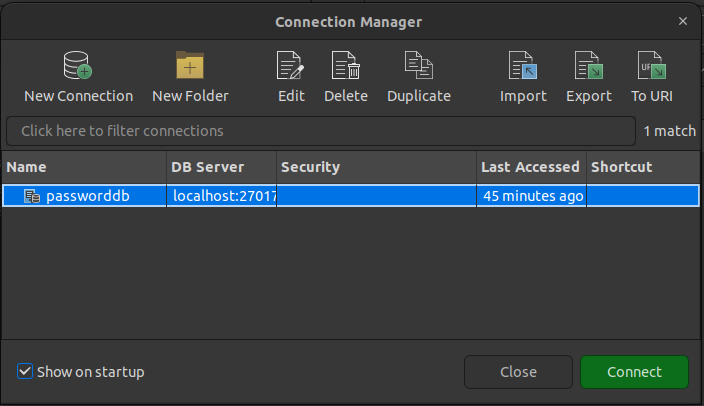 Connection Manager
New Connection New Folder Edit Delete Duplicate Import Export To URI
Click here to filter connections 1 match
Name DB Server Security Last Accessed Shortcut
passworddb localhost:27017 45 minutes ago
Show on startup Close Connect